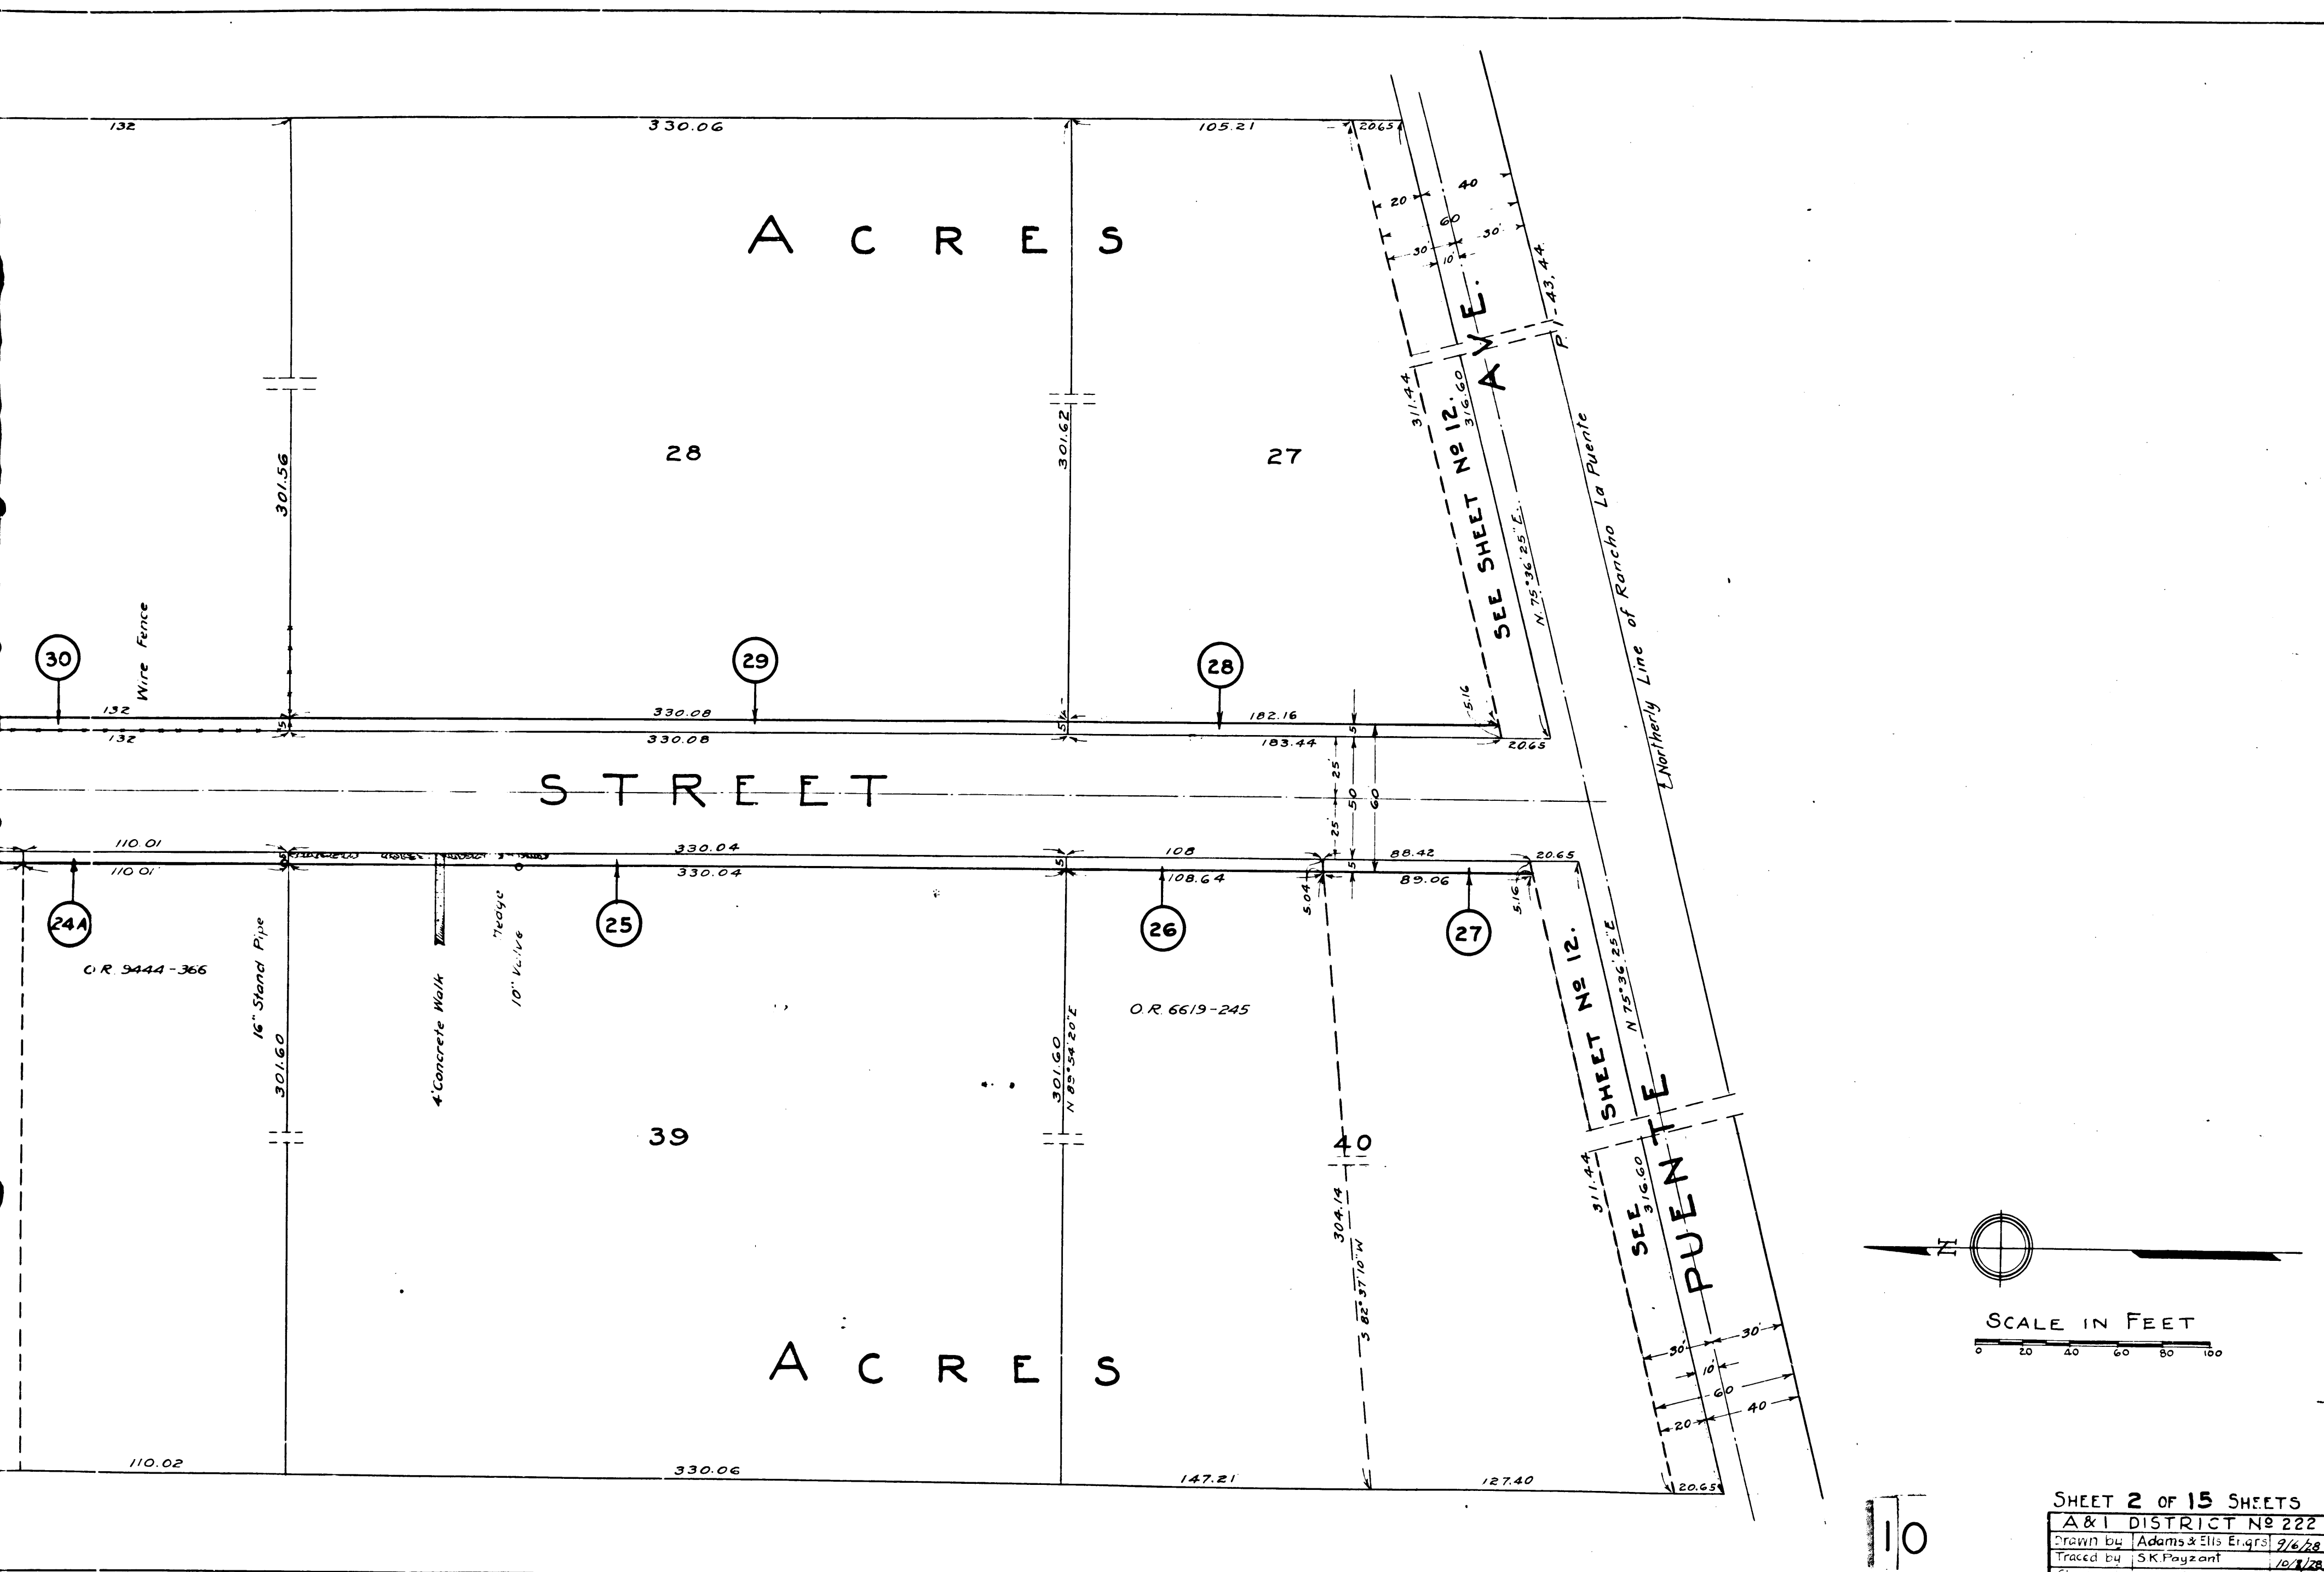 132
330.06
105.21
20.65
A C R E S
20
40
60
30'
30'
10'
P. 1-43, 44.
AVE.
301.56
28
301.62
27
311.44
316.60
SEE SHEET Nº 12.
N. 75°36'25"E.
Northerly Line of Rancho La Puente
30
Wire Fence
29
28
132
330.08
182.16
5.16
5
5
5
132
330.08
183.44
20.65
STREET
25'
50
60
25'
110.01
330.04
108
88.42
20.65
5
5
5
110.01
330.04
108.64
89.06
5.04
5.16
24A
25
26
27
O.R. 9444-366
16" Stand Pipe
4' Concrete Walk
10" Valve
O.R. 6619-245
301.60
301.60
N 89°54'20"E
SEE SHEET Nº 12.
N 75°36'25"E
39
40
304.14
S 82°37'10"W
311.44
316.60
PUENTE
A C R E S
30'
30'
10'
60
20
40
110.02
330.06
147.21
127.40
20.65
N
SCALE IN FEET
0 20 40 60 80 100
10
SHEET 2 OF 15 SHEETS
A & I DISTRICT Nº 222
Drawn by Adams & Ellis Engrs 9/6/28
Traced by S.K. Payzant